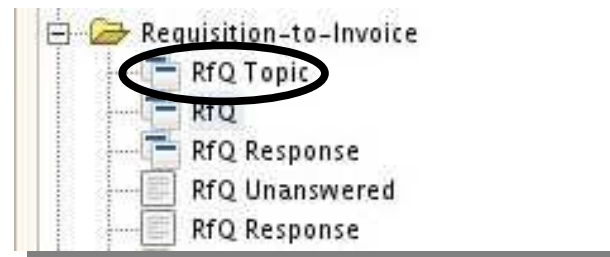 Requisition-to-Invoice
RfQ Topic
RfQ
RfQ Response
RfQ Unanswered
RfQ Response